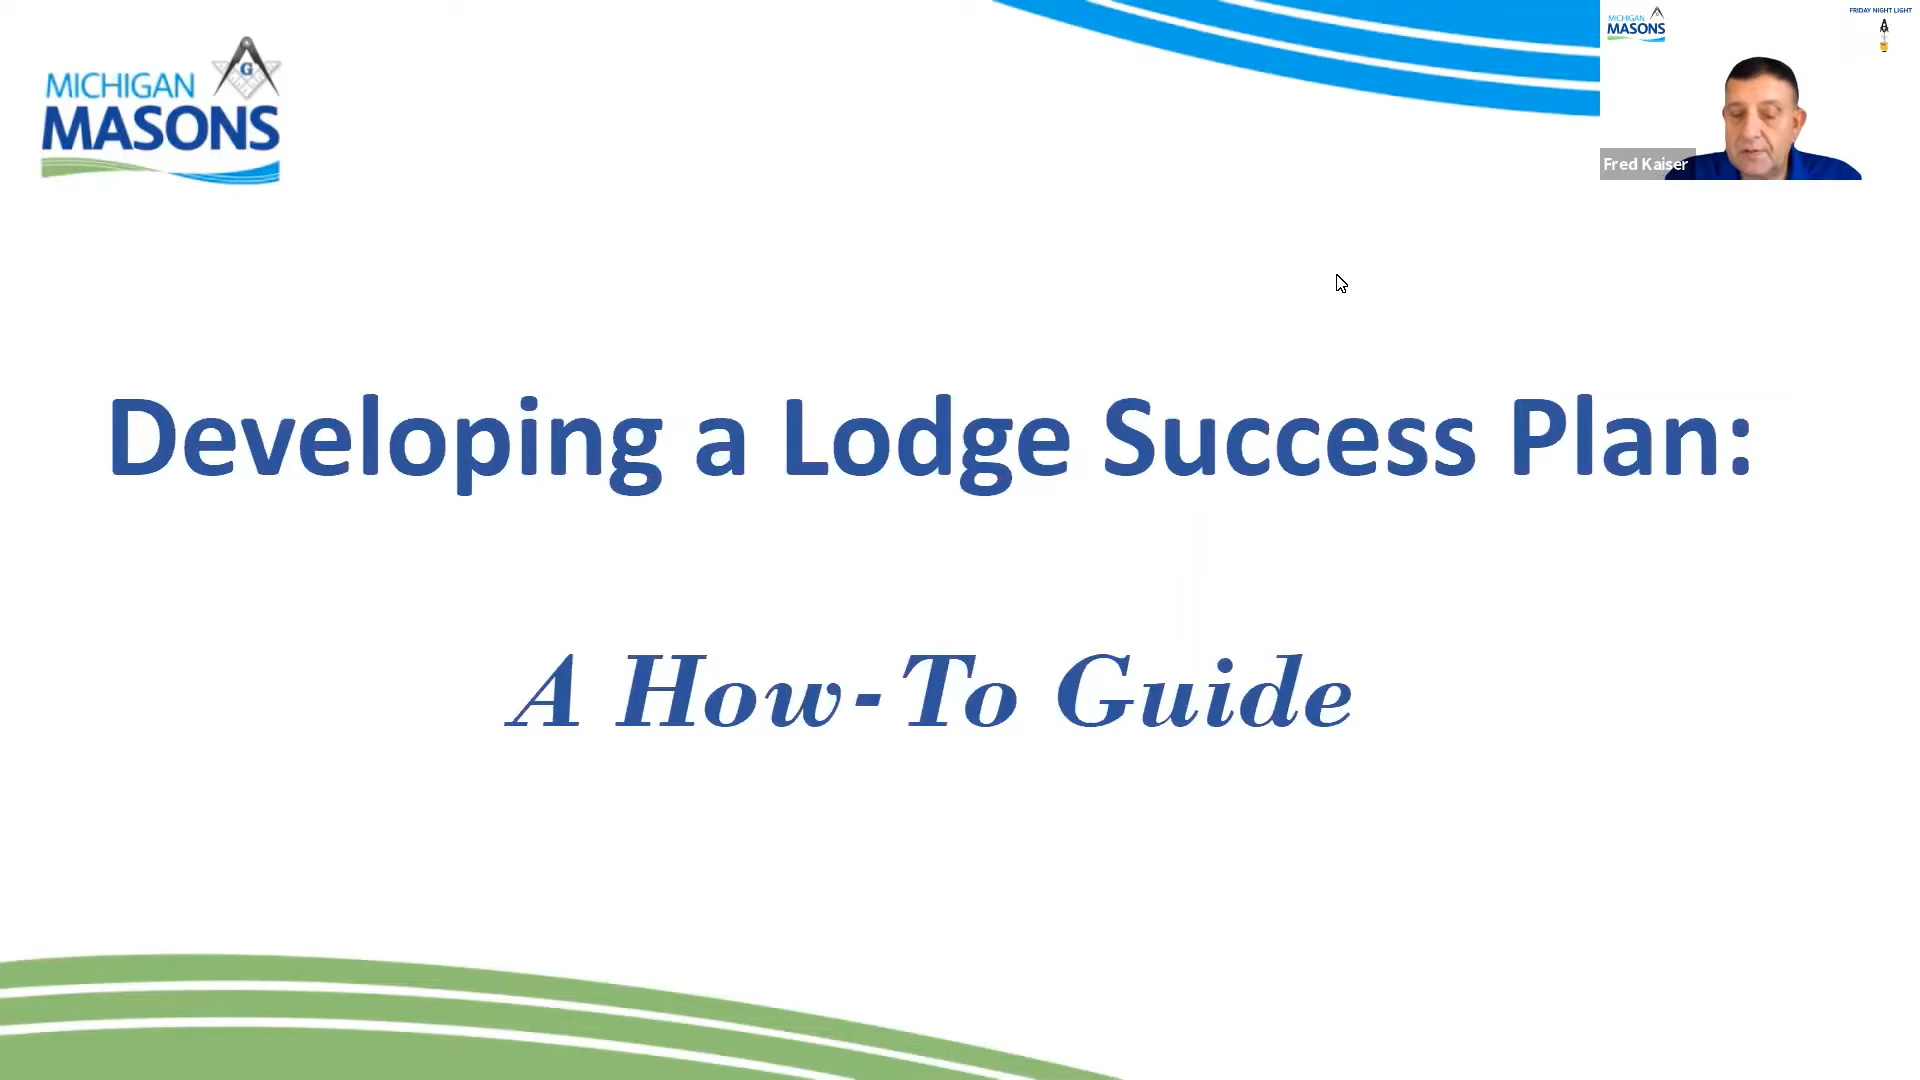 MICHIGAN
MASONS
G
MICHIGAN
MASONS
FRIDAY NIGHT LIGHT
Fred Kaiser
Developing a Lodge Success Plan:
A How-To Guide